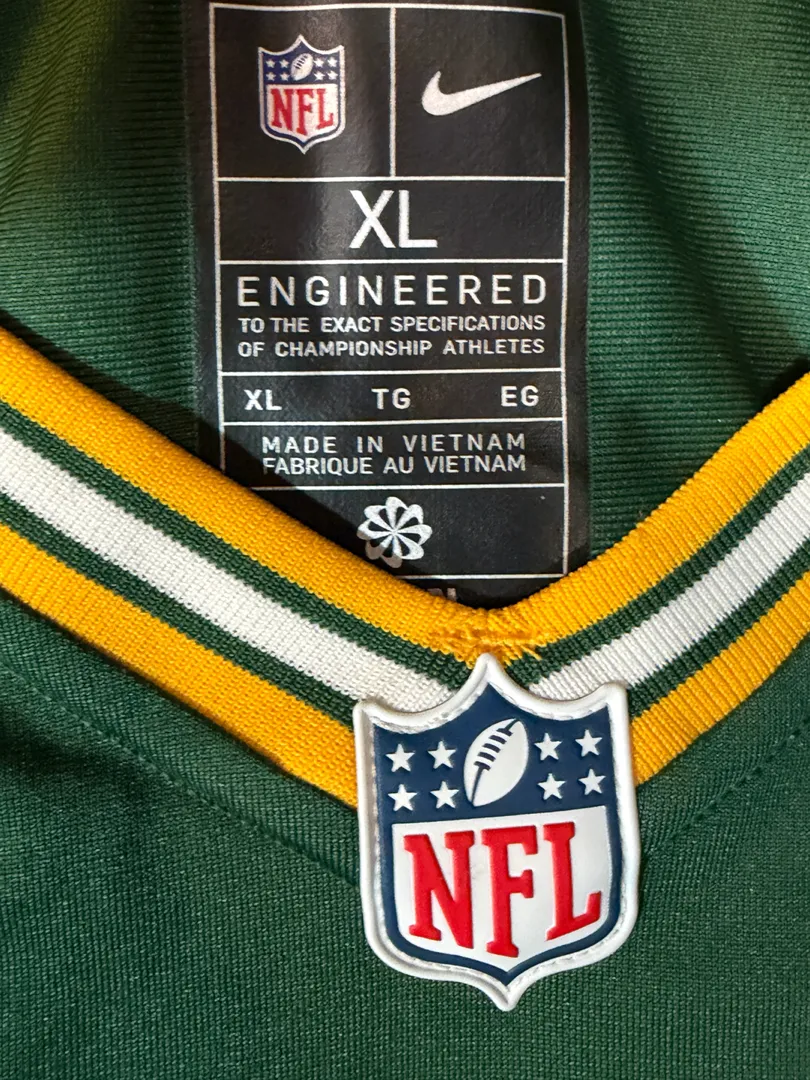 NFL
XL
ENGINEERED
TO THE EXACT SPECIFICATIONS
OF CHAMPIONSHIP ATHLETES
XL TG EG
MADE IN VIETNAM
FABRIQUE AU VIETNAM
NFL